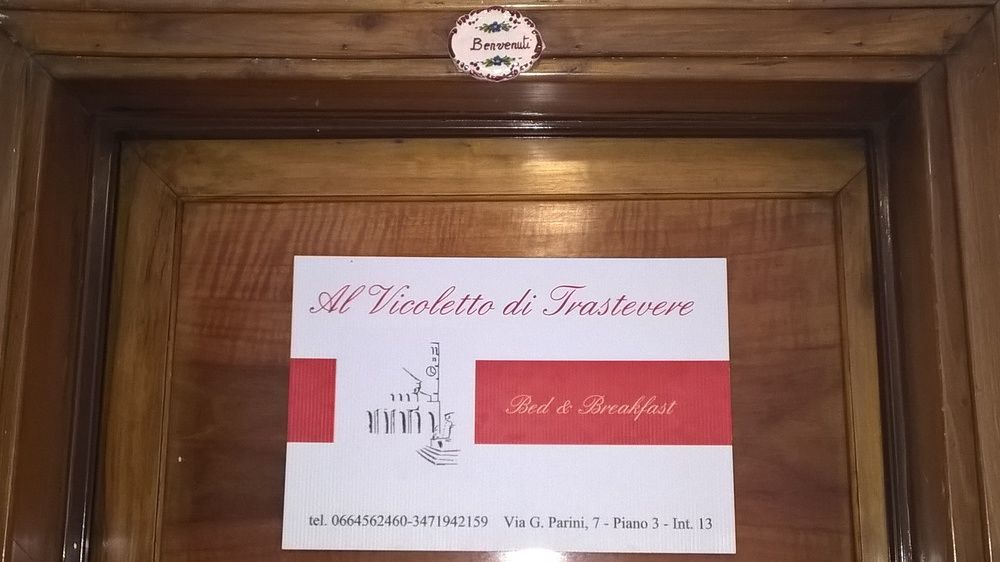 Benvenuti
Al Vicoletto di Trastevere
Bed & Breakfast
tel. 0664562460-3471942159 Via G. Parini, 7 - Piano 3 - Int. 13